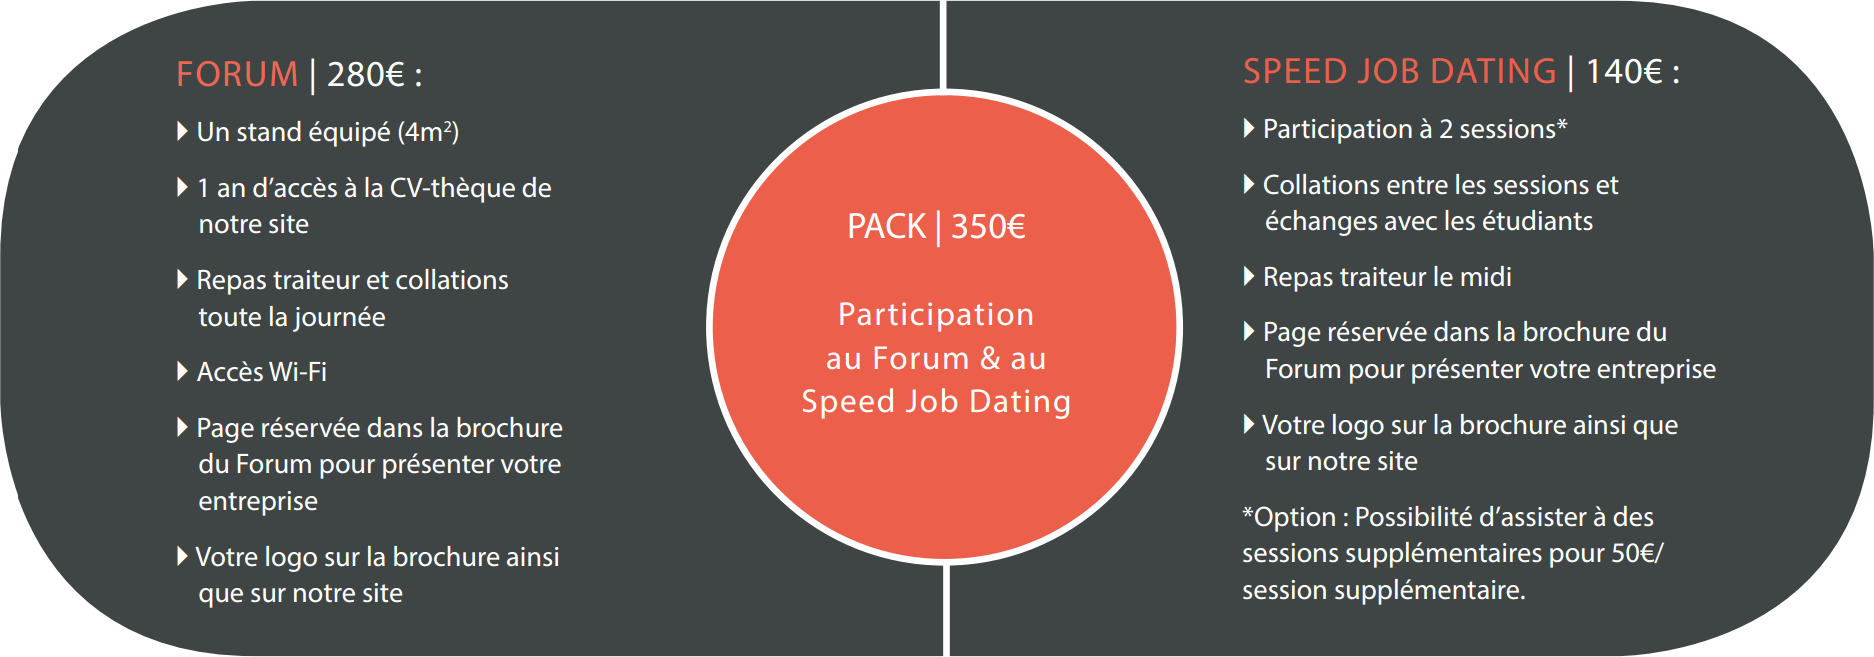 FORUM | 280€ :
Un stand équipé (4m²)
1 an d’accès à la CV-thèque de
notre site
Repas traiteur et collations
toute la journée
Accès Wi-Fi
Page réservée dans la brochure
du Forum pour présenter votre
entreprise
Votre logo sur la brochure ainsi
que sur notre site
PACK | 350€
Participation
au Forum & au
Speed Job Dating
SPEED JOB DATING | 140€ :
Participation à 2 sessions*
Collations entre les sessions et
échanges avec les étudiants
Repas traiteur le midi
Page réservée dans la brochure du
Forum pour présenter votre entreprise
Votre logo sur la brochure ainsi que
sur notre site
*Option : Possibilité d’assister à des
sessions supplémentaires pour 50€/
session supplémentaire.